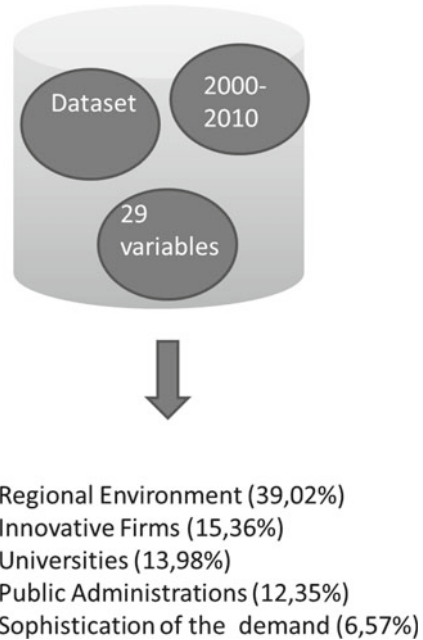 Dataset
2000-
2010
29
variables
Regional Environment (39,02%)
Innovative Firms (15,36%)
Universities (13,98%)
Public Administrations (12,35%)
Sophistication of the demand (6,57%)